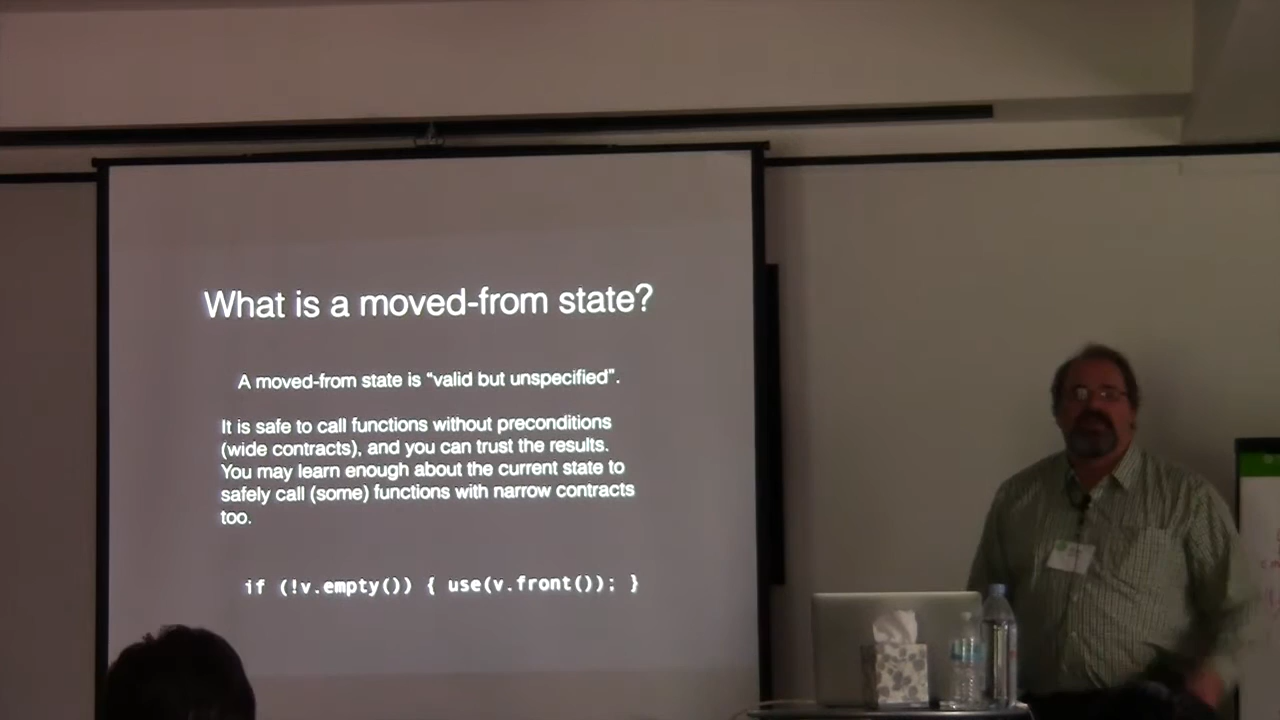 What is a moved-from state?
A moved-from state is “valid but unspecified”.
It is safe to call functions without preconditions
(wide contracts), and you can trust the results.
You may learn enough about the current state to
safely call (some) functions with narrow contracts
too.
if (!v.empty()) { use(v.front()); }